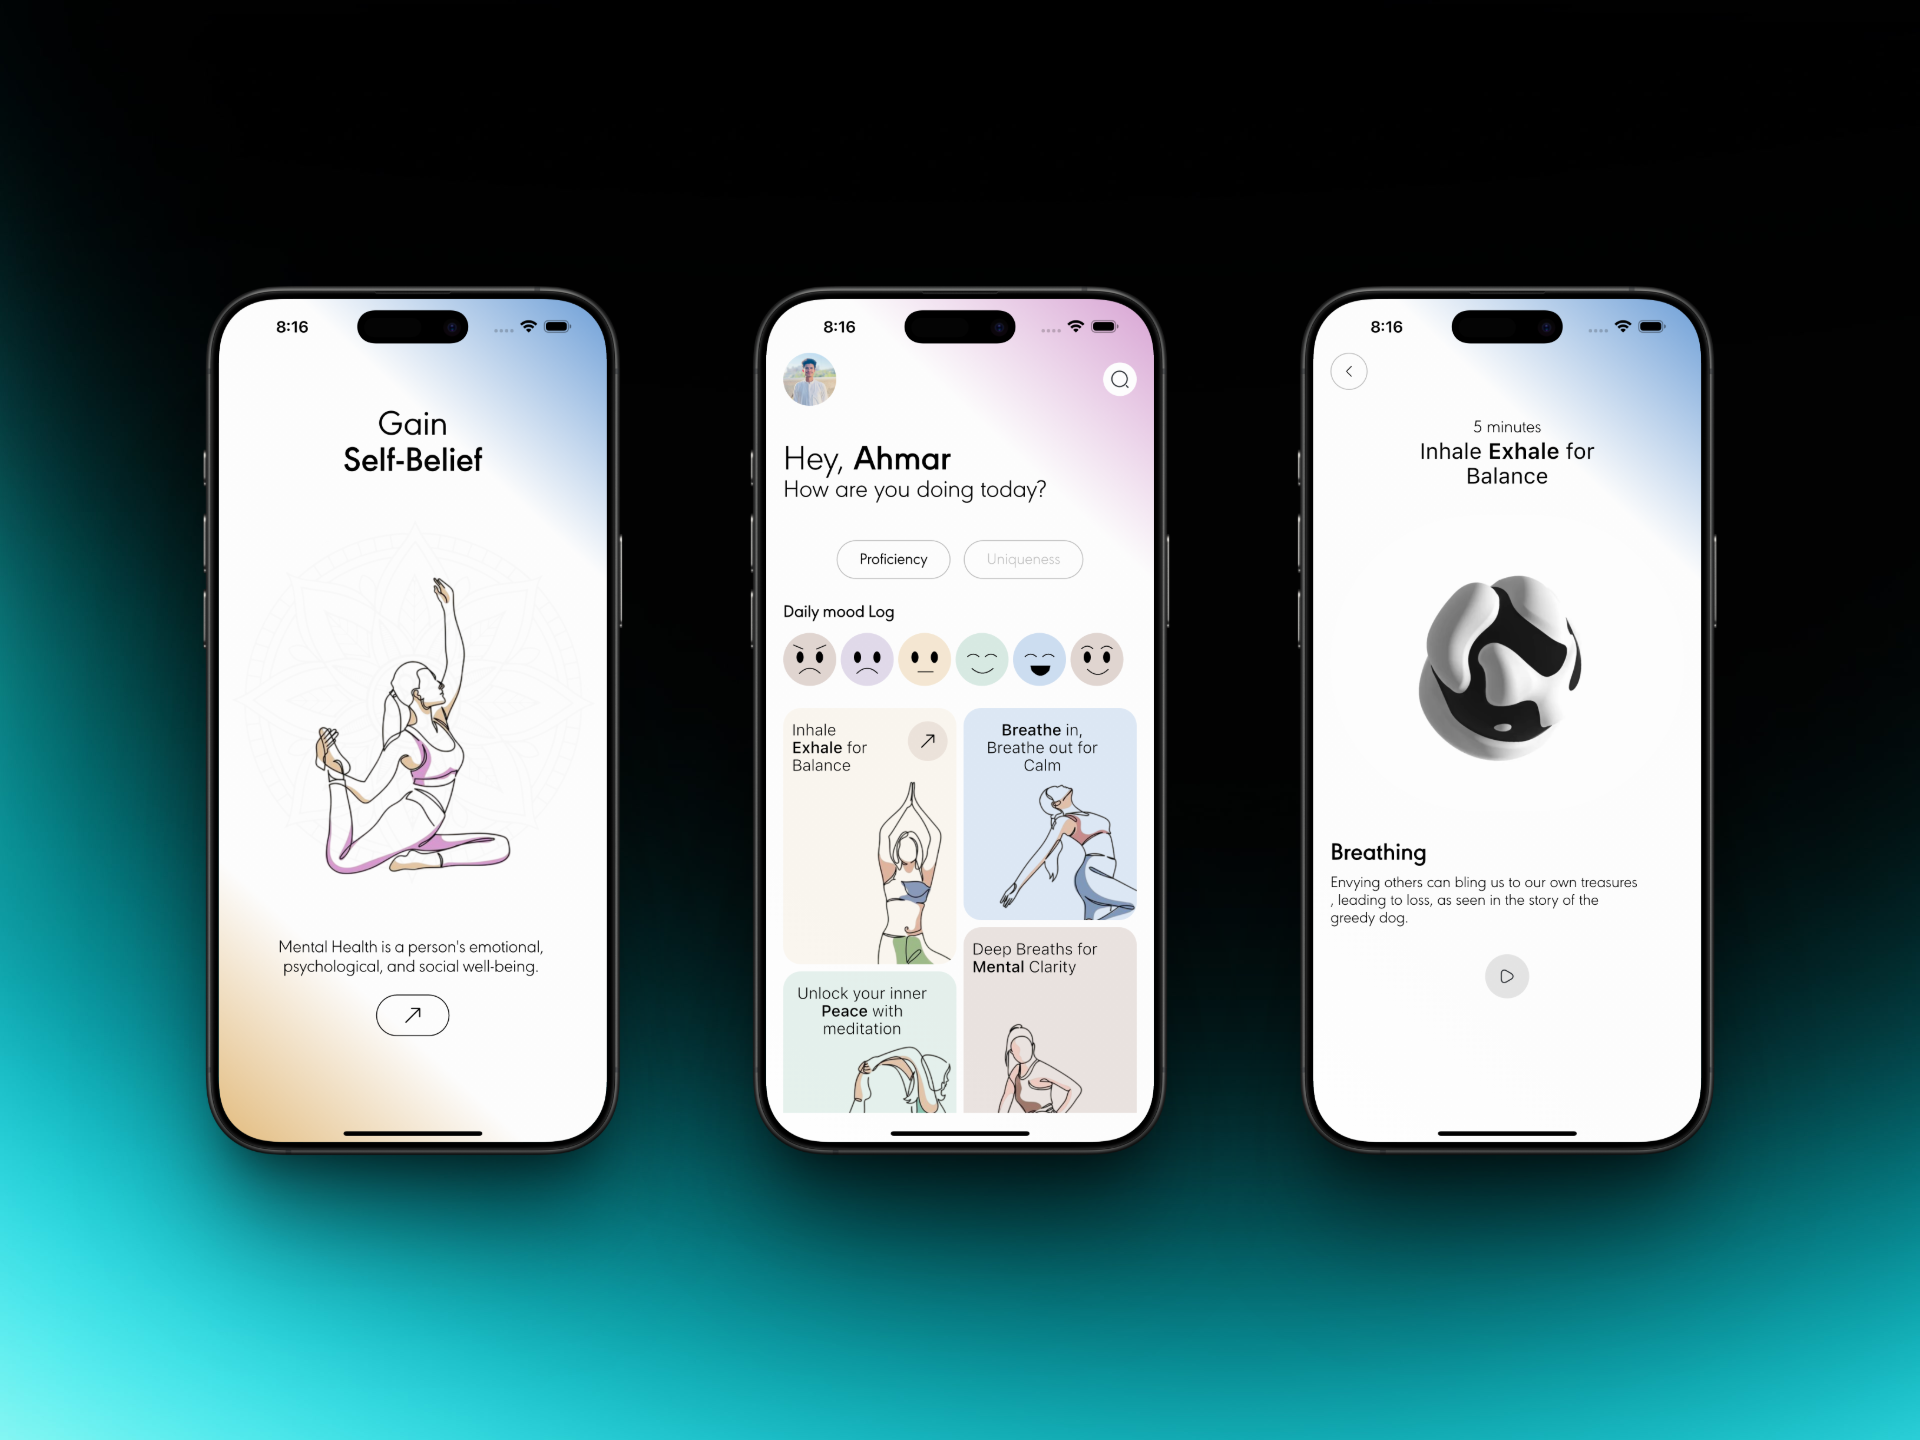 8:16
Gain
Self-Belief
Mental Health is a person's emotional,
psychological, and social well-being.
8:16
Hey, Ahmar
How are you doing today?
Proficiency
Uniqueness
Daily mood Log
Inhale
Exhale for
Balance
Breathe in,
Breathe out for
Calm
Deep Breaths for
Mental Clarity
Unlock your inner
Peace with
meditation
8:16
5 minutes
Inhale Exhale for
Balance
Breathing
Envying others can bling us to our own treasures
, leading to loss, as seen in the story of the
greedy dog.